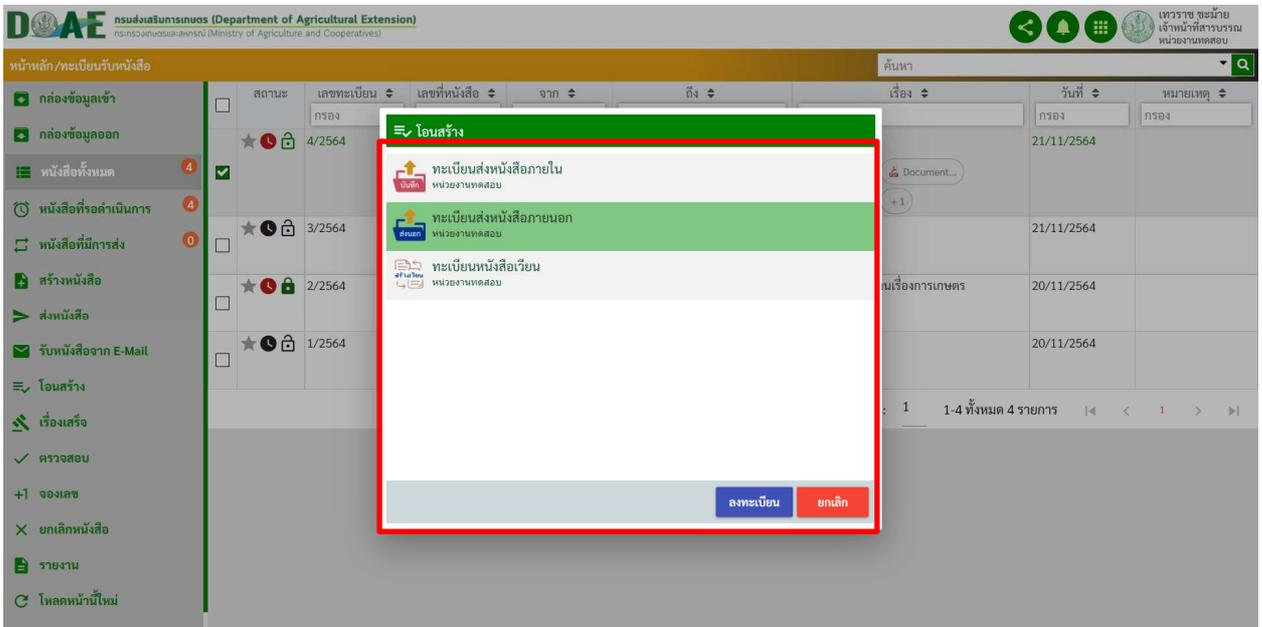 DOAE
กรมส่งเสริมการเกษตร (Department of Agricultural Extension)
กระทรวงเกษตรและสหกรณ์ (Ministry of Agriculture and Cooperatives)
เทวราช ชะม้าย
เจ้าหน้าที่สารบรรณ
หน่วยงานทดสอบ
หน้าหลัก/ทะเบียนรับหนังสือ
ค้นหา
กล่องข้อมูลเข้า
กล่องข้อมูลออก
หนังสือทั้งหมด 4
หนังสือที่รอดำเนินการ 4
หนังสือที่มีการส่ง 0
สร้างหนังสือ
ส่งหนังสือ
รับหนังสือจาก E-Mail
โอนสร้าง
เรื่องเสร็จ
ตรวจสอบ
+1 จองเลข
ยกเลิกหนังสือ
รายงาน
โหลดหน้านี้ใหม่
สถานะ เลขทะเบียน เลขที่หนังสือ จาก ถึง เรื่อง วันที่ หมายเหตุ
กรอง กรอง กรอง
4/2564 21/11/2564
Document...
+ 1
3/2564 21/11/2564
2/2564 นเรื่องการเกษตร 20/11/2564
1/2564 20/11/2564
: 1 1-4 ทั้งหมด 4 รายการ 1
โอนสร้าง
บันทึก
ทะเบียนส่งหนังสือภายใน
หน่วยงานทดสอบ
ส่งนอก
ทะเบียนส่งหนังสือภายนอก
หน่วยงานทดสอบ
สร้างเวียน
ทะเบียนหนังสือเวียน
หน่วยงานทดสอบ
ลงทะเบียน ยกเลิก